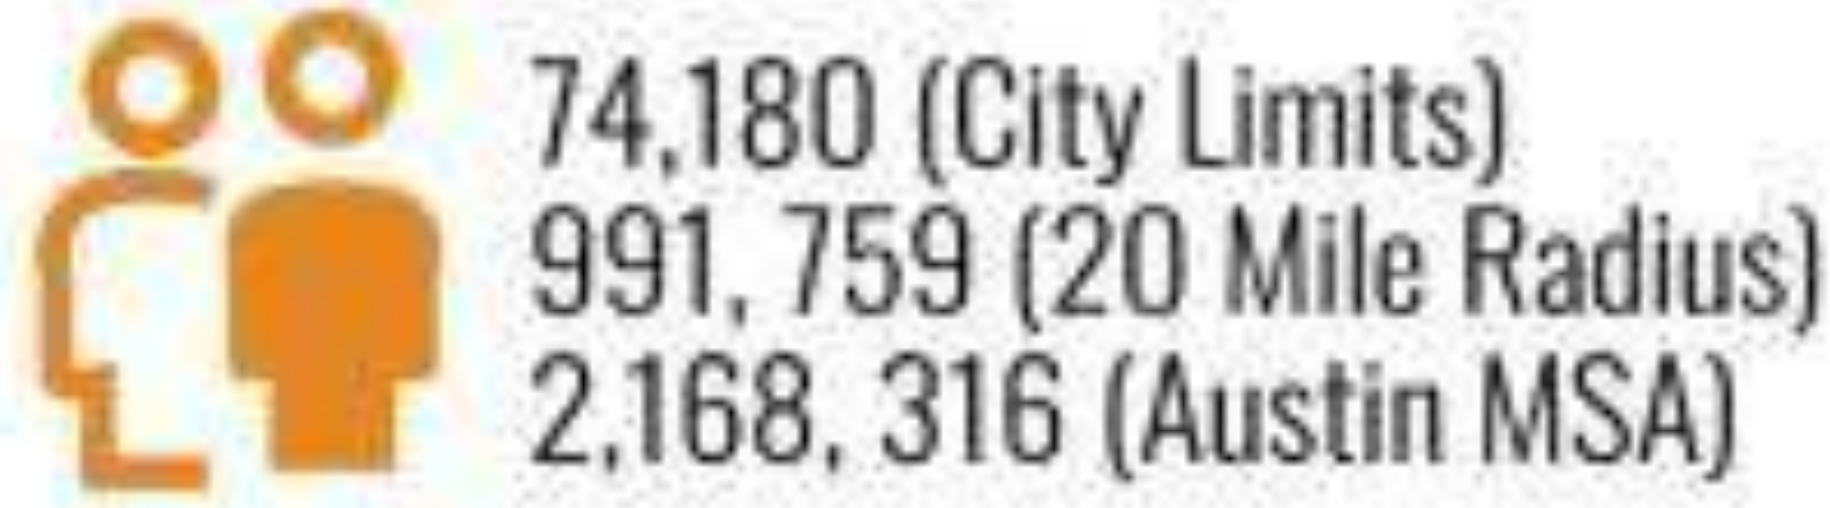 74,180 (City Limits)
991, 759 (20 Mile Radius)
2,168, 316 (Austin MSA)